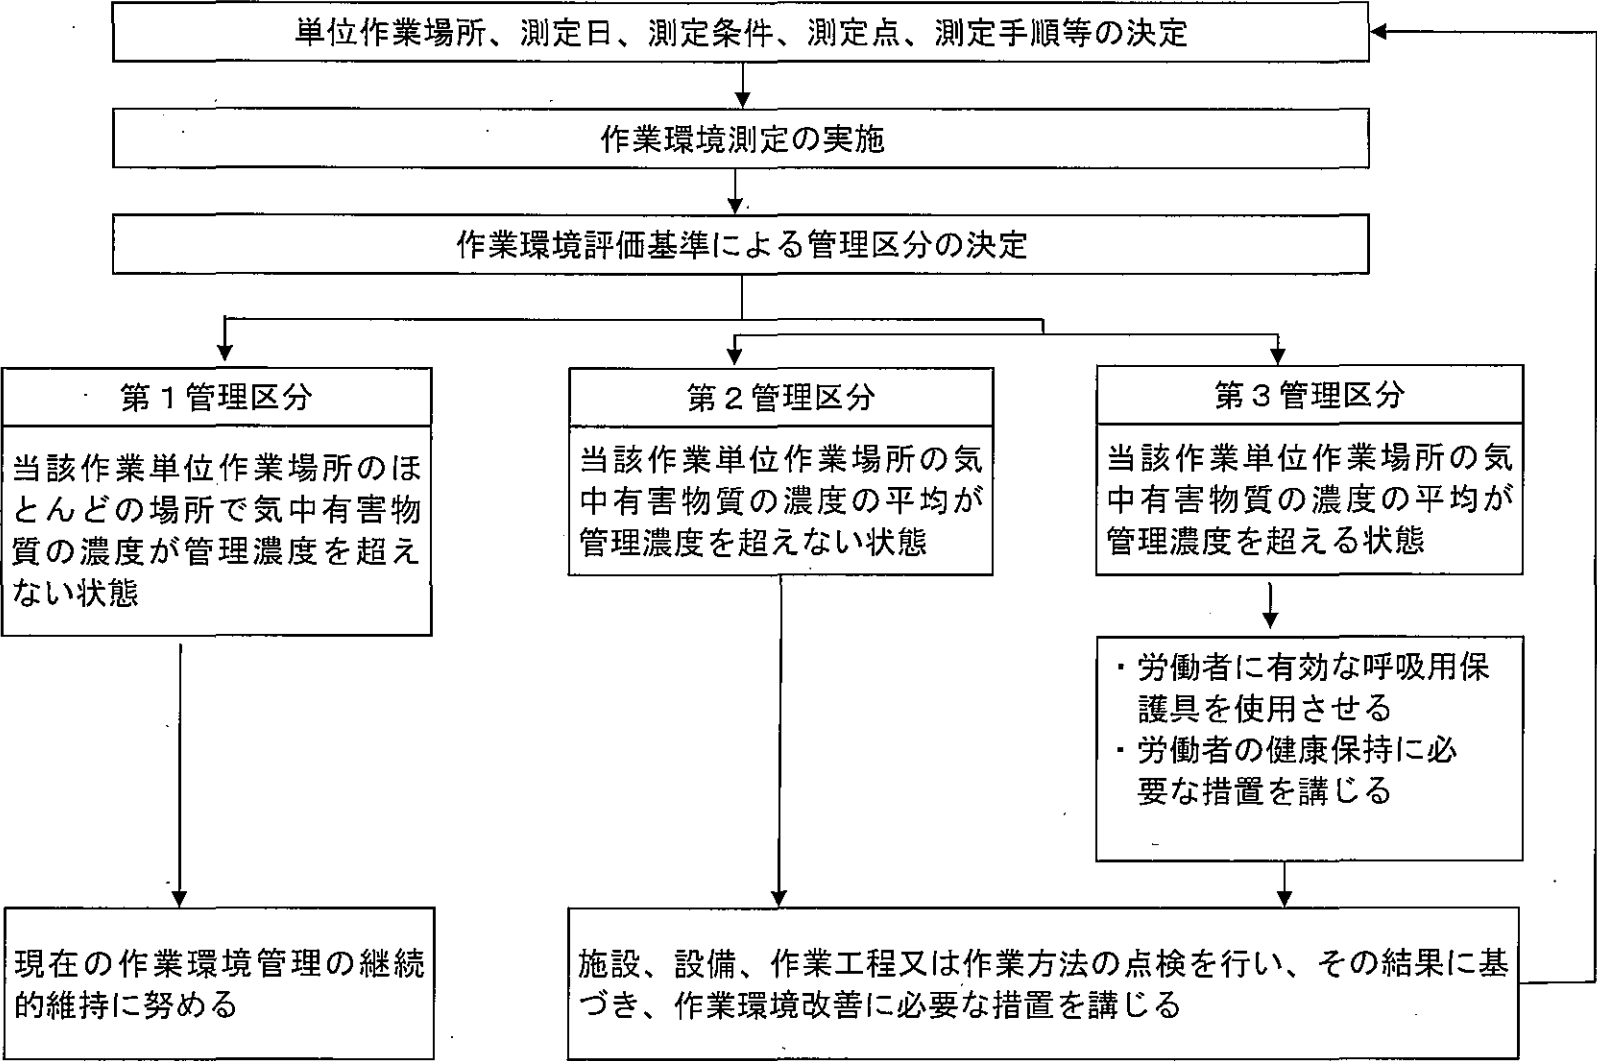 単位作業場所、測定日、測定条件、測定点、測定手順等の決定
作業環境測定の実施
作業環境評価基準による管理区分の決定
第1管理区分
当該作業単位作業場所のほ
とんどの場所で気中有害物
質の濃度が管理濃度を超え
ない状態
第2管理区分
当該作業単位作業場所の気
中有害物質の濃度の平均が
管理濃度を超えない状態
第3管理区分
当該作業単位作業場所の気
中有害物質の濃度の平均が
管理濃度を超える状態
・労働者に有効な呼吸用保
護具を使用させる
・労働者の健康保持に必
要な措置を講じる
現在の作業環境管理の継続
的維持に努める
施設、設備、作業工程又は作業方法の点検を行い、その結果に基
づき、作業環境改善に必要な措置を講じる